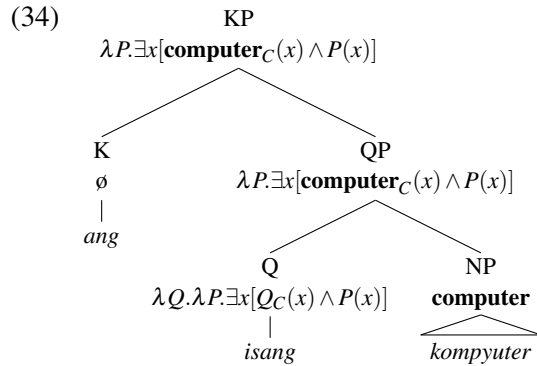 (34) KP
λP.∃x[computer_C(x) ∧ P(x)]
K QP
ø λP.∃x[computer_C(x) ∧ P(x)]
ang
Q NP
λQ.λP.∃x[Q_C(x) ∧ P(x)] computer
isang kompyuter